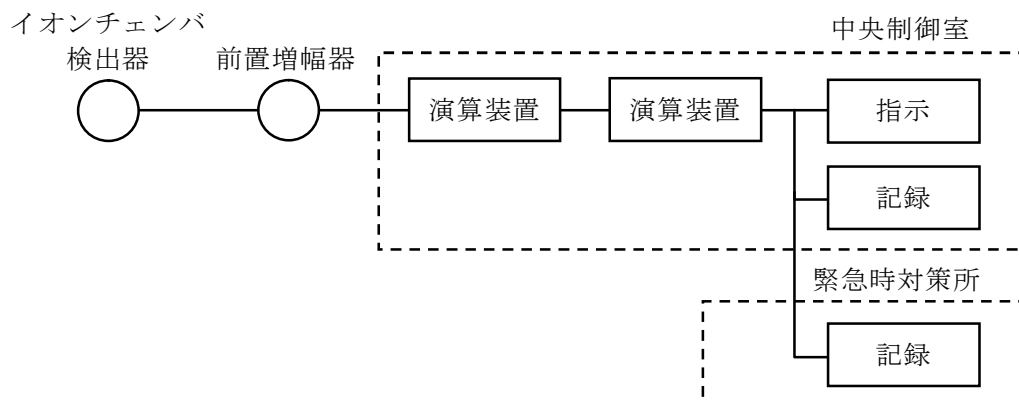 イオンチェンバ
検出器
前置増幅器
中央制御室
演算装置
演算装置
指示
記録
緊急時対策所
記録